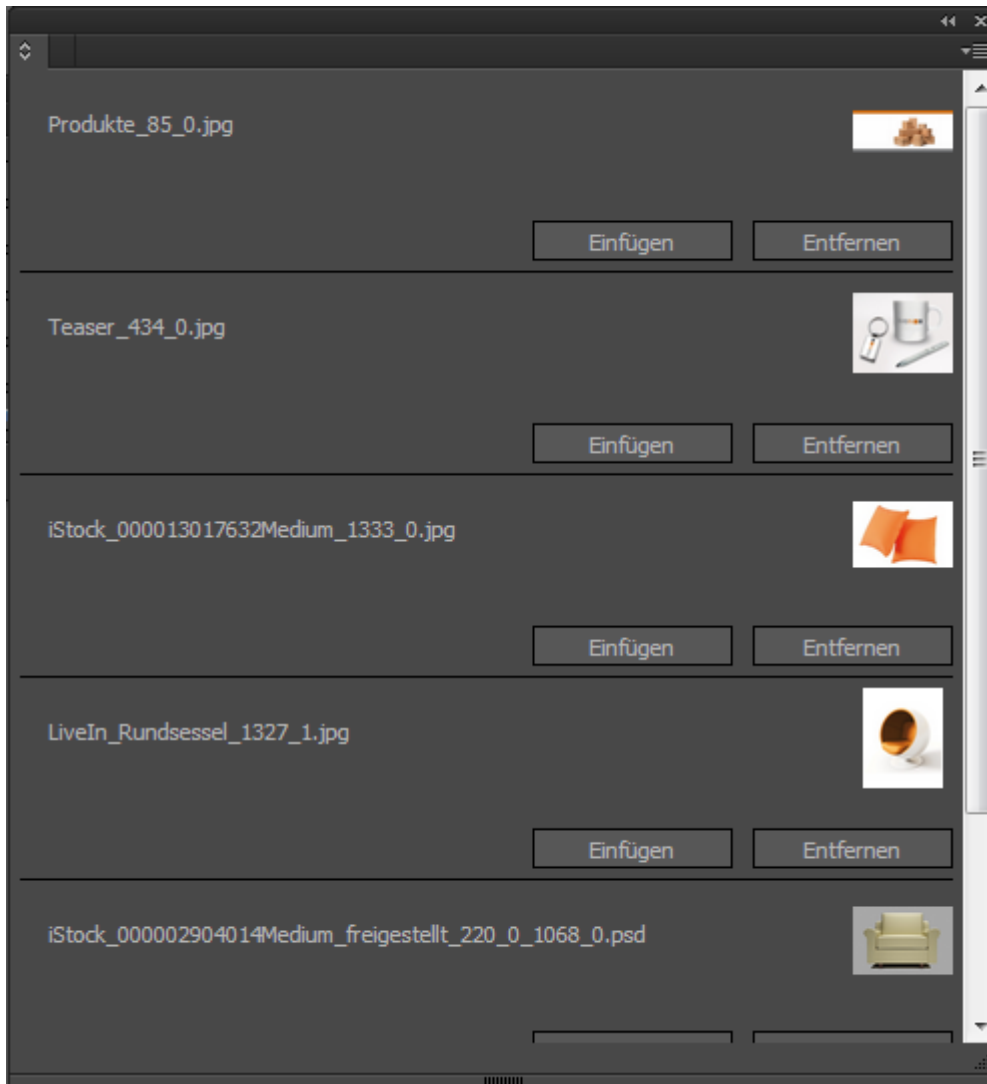 Produkte_85_0.jpg
Einfügen Entfernen
Teaser_434_0.jpg
Einfügen Entfernen
iStock_000013017632Medium_1333_0.jpg
Einfügen Entfernen
LiveIn_Rundsessel_1327_1.jpg
Einfügen Entfernen
iStock_000002904014Medium_freigestellt_220_0_1068_0.psd